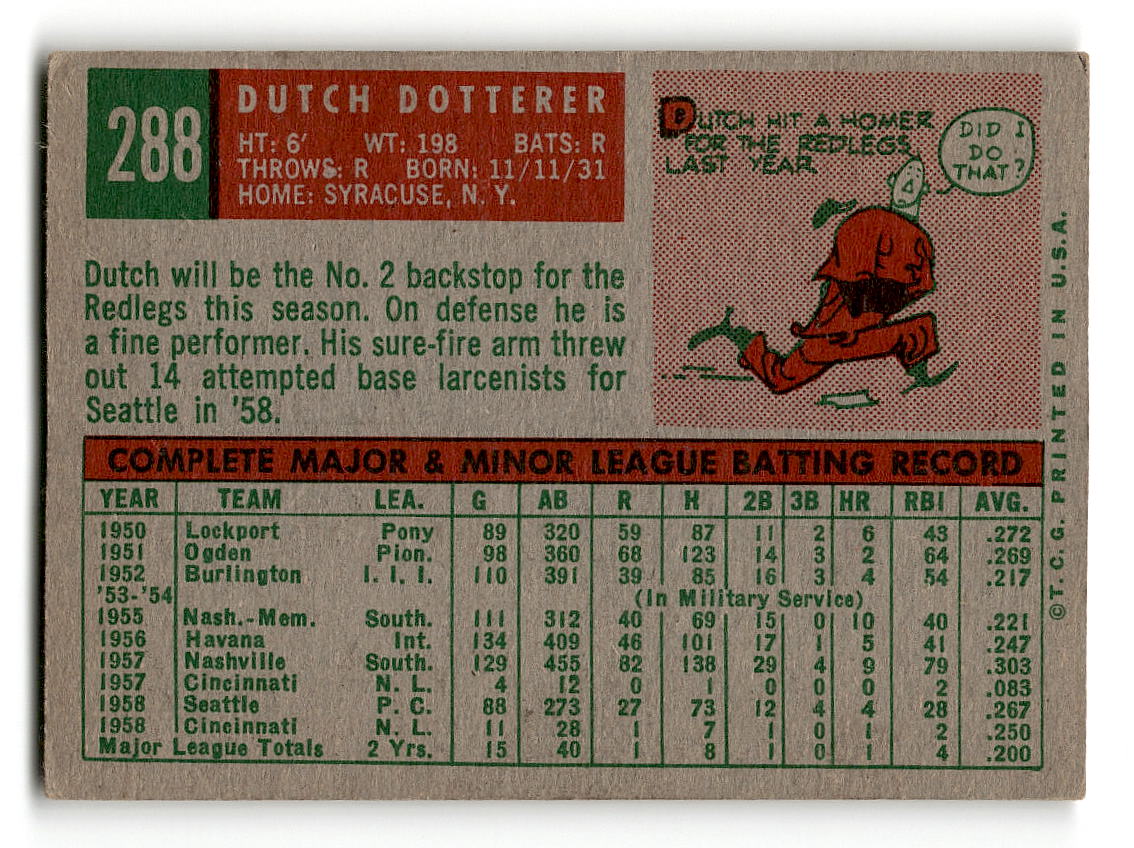 288
DUTCH DOTTERER
HT: 6' WT: 198 BATS: R
THROWS: R BORN: 11/11/31
HOME: SYRACUSE, N. Y.
DUTCH HIT A HOMER
FOR THE REDLEGS
LAST YEAR
DID I
DO
THAT?
Dutch will be the No. 2 backstop for the
Redlegs this season. On defense he is
a fine performer. His sure-fire arm threw
out 14 attempted base larcenists for
Seattle in '58.
COMPLETE MAJOR & MINOR LEAGUE BATTING RECORD
YEAR TEAM LEA. G AB R H 2B 3B HR RBI AVG.
1950 Lockport Pony 89 320 59 87 11 2 6 43 .272
1951 Ogden Pion. 98 360 68 123 14 3 2 64 .269
1952 Burlington I. I. I. 110 391 39 85 16 3 4 54 .217
'53-'54 (In Military Service)
1955 Nash.-Mem. South. 111 312 40 69 15 0 10 40 .221
1956 Havana Int. 134 409 46 101 17 1 5 41 .247
1957 Nashville South. 129 455 82 138 29 4 9 79 .303
1957 Cincinnati N. L. 4 12 0 1 0 0 0 2 .083
1958 Seattle P. C. 88 273 27 73 12 4 4 28 .267
1958 Cincinnati N. L. 11 28 1 7 1 0 1 2 .250
Major League Totals 2 Yrs. 15 40 1 8 1 0 1 4 .200
©T. C. G. PRINTED IN U.S.A.